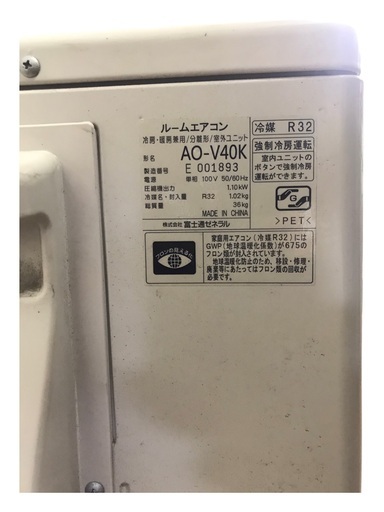 ルームエアコン
冷房・暖房兼用/分離形/室外ユニット
形名 AO-V40K
製造番号 E 001893
電源 単相 100V 50/60Hz
圧縮機出力 1.10kW
冷媒名・封入量 R32 1.02kg
総質量 36kg
MADE IN CHINA
株式会社 富士通ゼネラル
冷媒 R32
強制冷房運転
室内ユニットの
ボタンで強制冷房
運転ができます。
>PET<
フロンの見える化
家庭用エアコン(冷媒R32)には
GWP(地球温暖化係数)が675の
フロン類が封入されています。
地球温暖化防止のため、移設・修理・
廃棄等にあたってはフロン類の回収が
必要です。